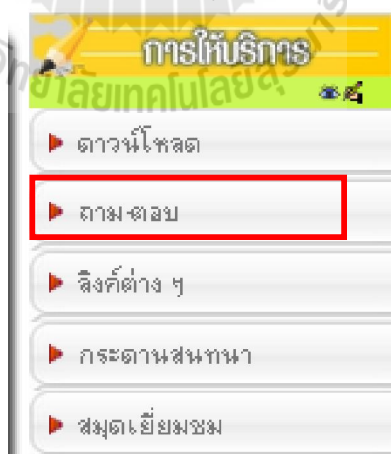 การให้บริการ
ดาวน์โหลด
ถาม-ตอบ
ลิงค์ต่าง ๆ
กระดานสนทนา
สมุดเยี่ยมชม